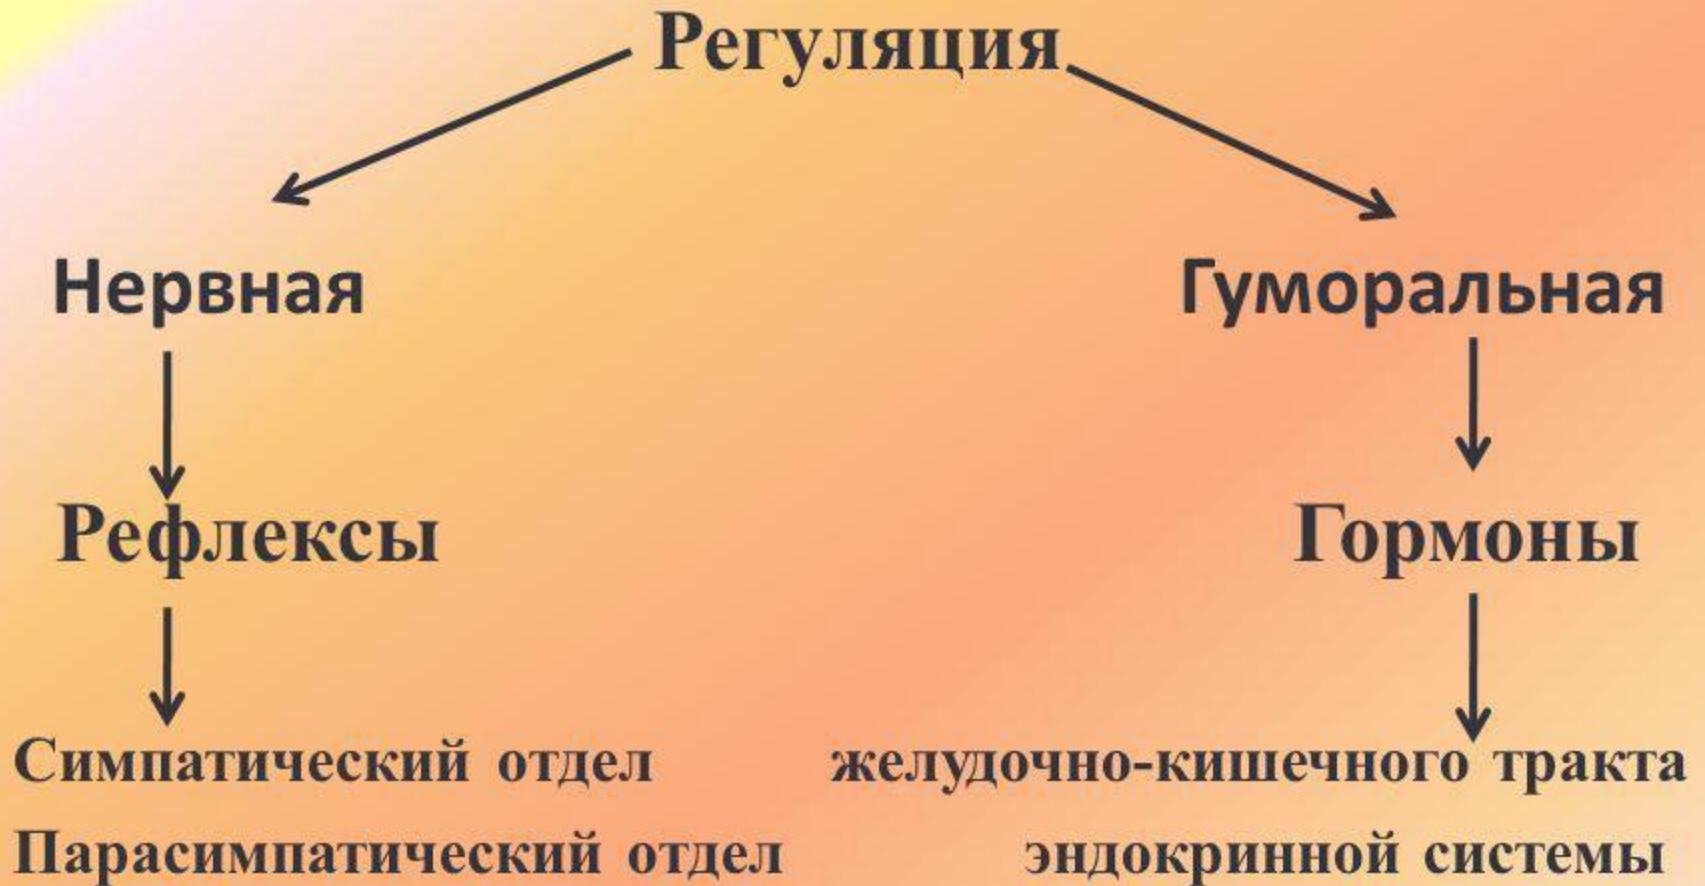 Регуляция
Нервная
Гуморальная
Рефлексы
Гормоны
Симпатический отдел
желудочно-кишечного тракта
Парасимпатический отдел
эндокринной системы